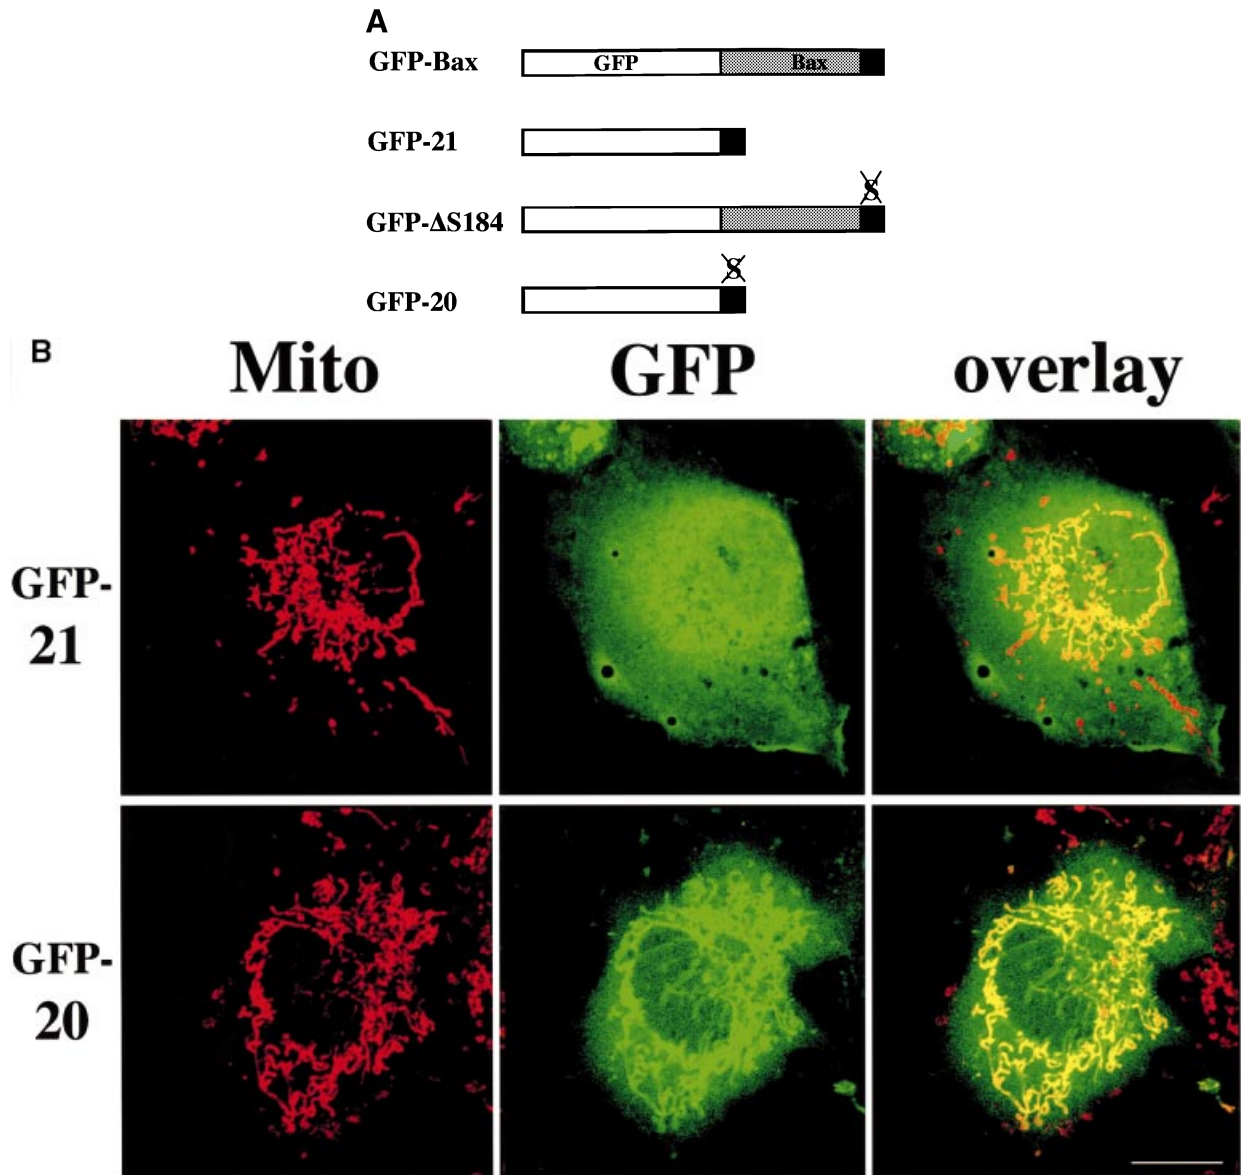 A
GFP-Bax
GFP
Bax
GFP-21
S
GFP-ΔS184
S
GFP-20
B
Mito
GFP
overlay
GFP-
21
GFP-
20